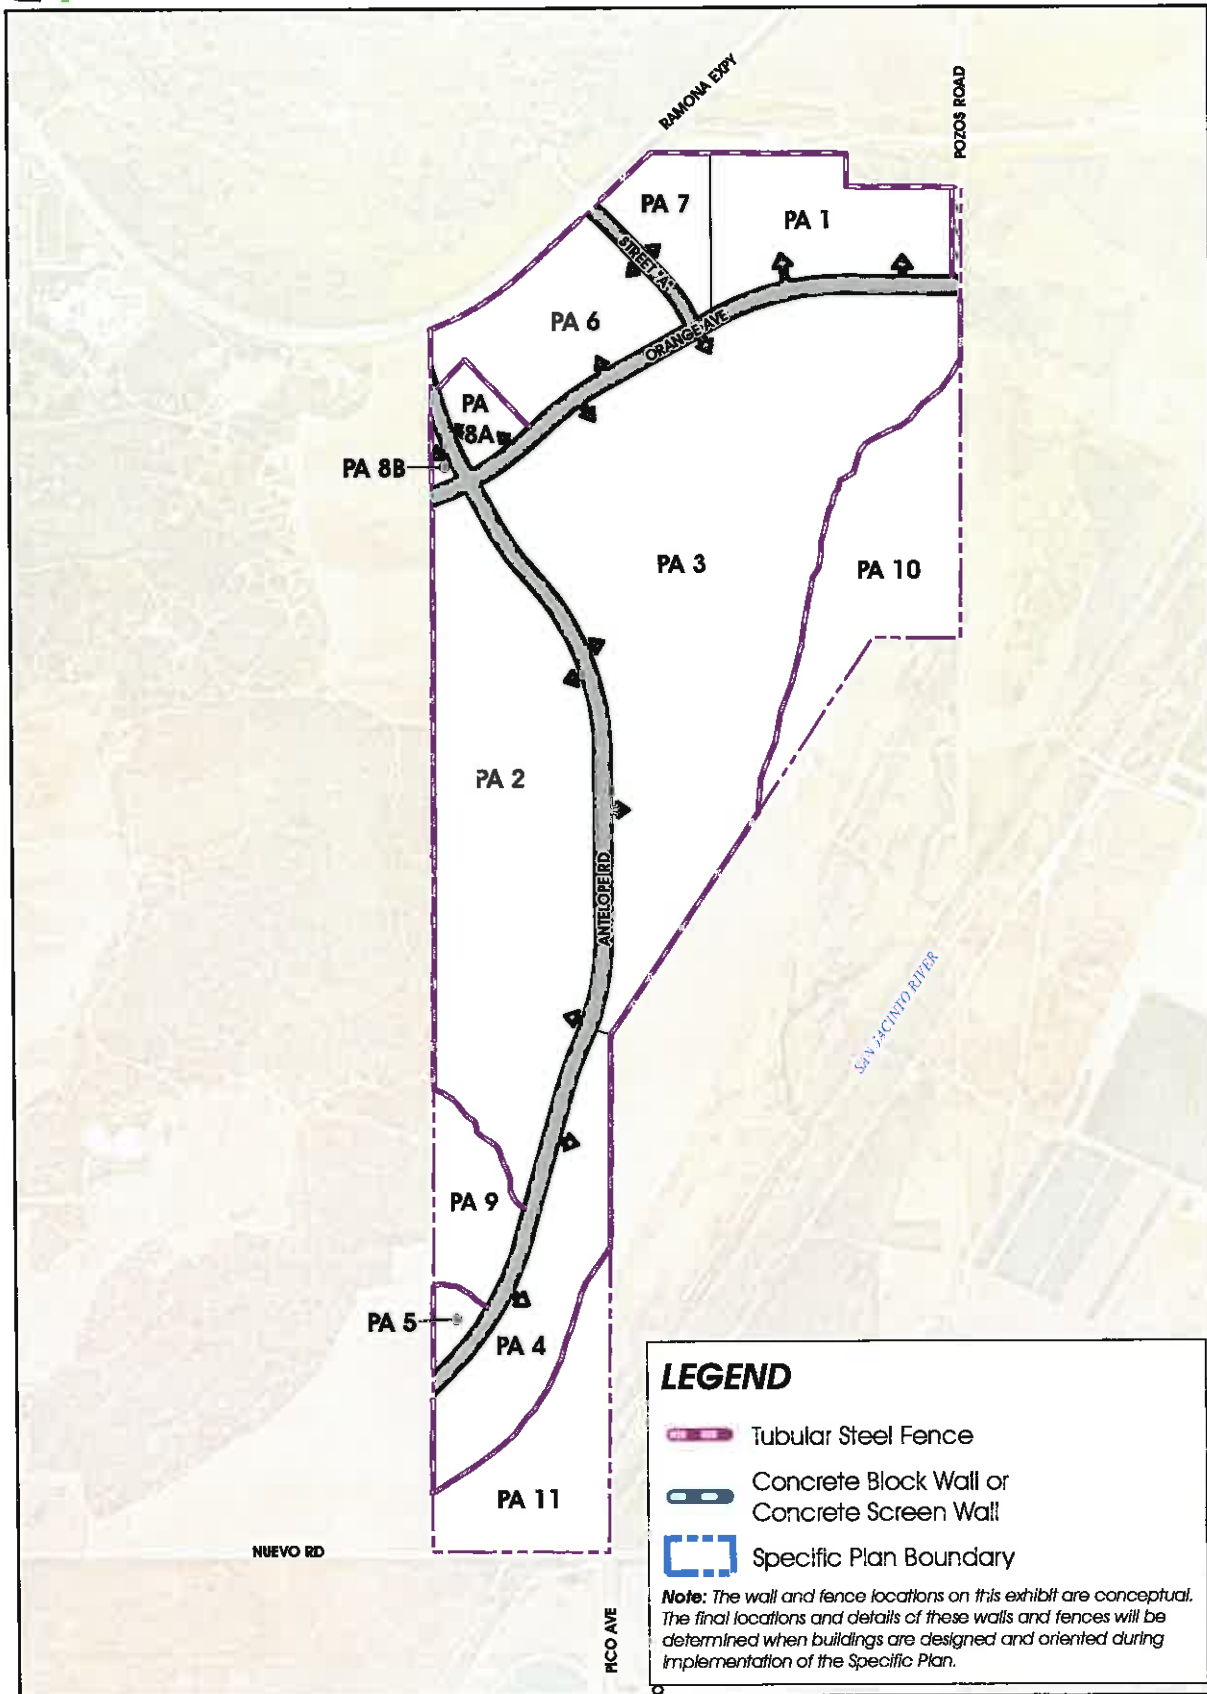 RAMONA EXPY
POZOS ROAD
PA 7
PA 1
STREET "A"
PA 6
ORANGE AVE
PA
8A
PA 8B
PA 3
PA 10
PA 2
ANTELOPE RD
SAN JACINTO RIVER
PA 9
PA 5
PA 4
PA 11
NUEVO RD
PICO AVE
LEGEND
Tubular Steel Fence
Concrete Block Wall or
Concrete Screen Wall
Specific Plan Boundary
Note: The wall and fence locations on this exhibit are conceptual.
The final locations and details of these walls and fences will be
determined when buildings are designed and oriented during
implementation of the Specific Plan.